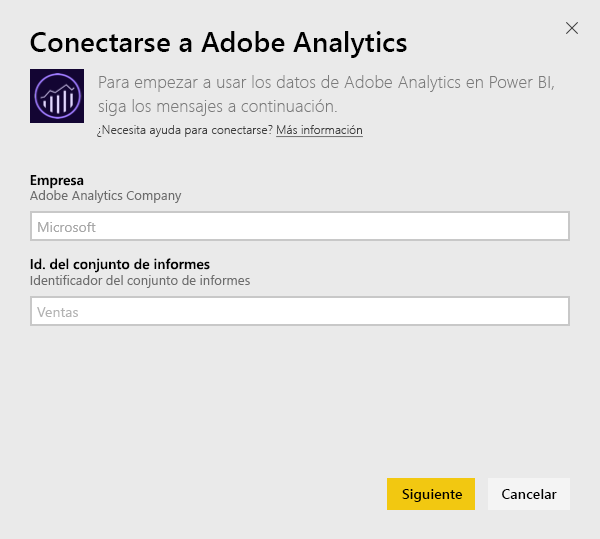 Conectarse a Adobe Analytics
Para empezar a usar los datos de Adobe Analytics en Power BI,
siga los mensajes a continuación.
¿Necesita ayuda para conectarse? Más información
Empresa
Adobe Analytics Company
Microsoft
Id. del conjunto de informes
Identificador del conjunto de informes
Ventas
Siguiente
Cancelar